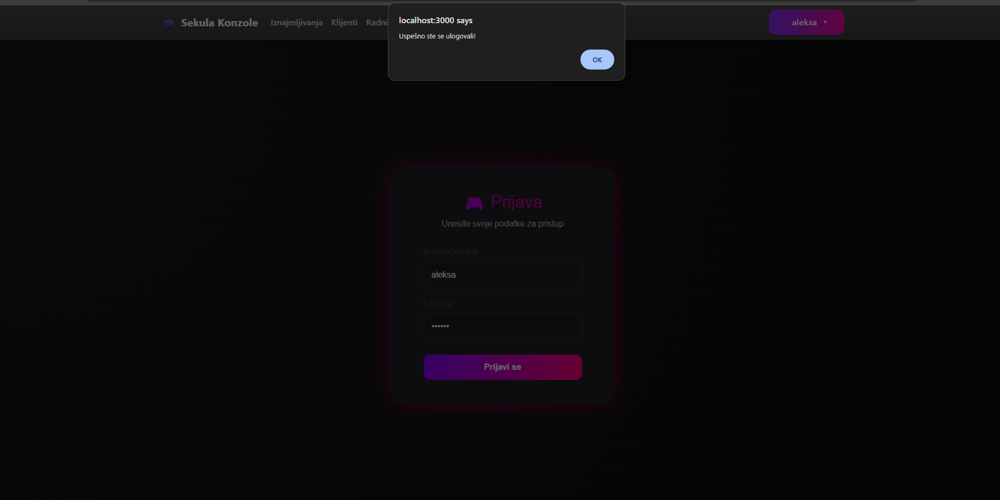 localhost:3000 says
Uspešno ste se ulogovali!
OK
Sekula Konzole Iznajmljivanja Klijenti Radni
aleksa
Prijava
Unesite svoje podatke za pristup
Korisničko ime
aleksa
Lozinka
••••••
Prijavi se